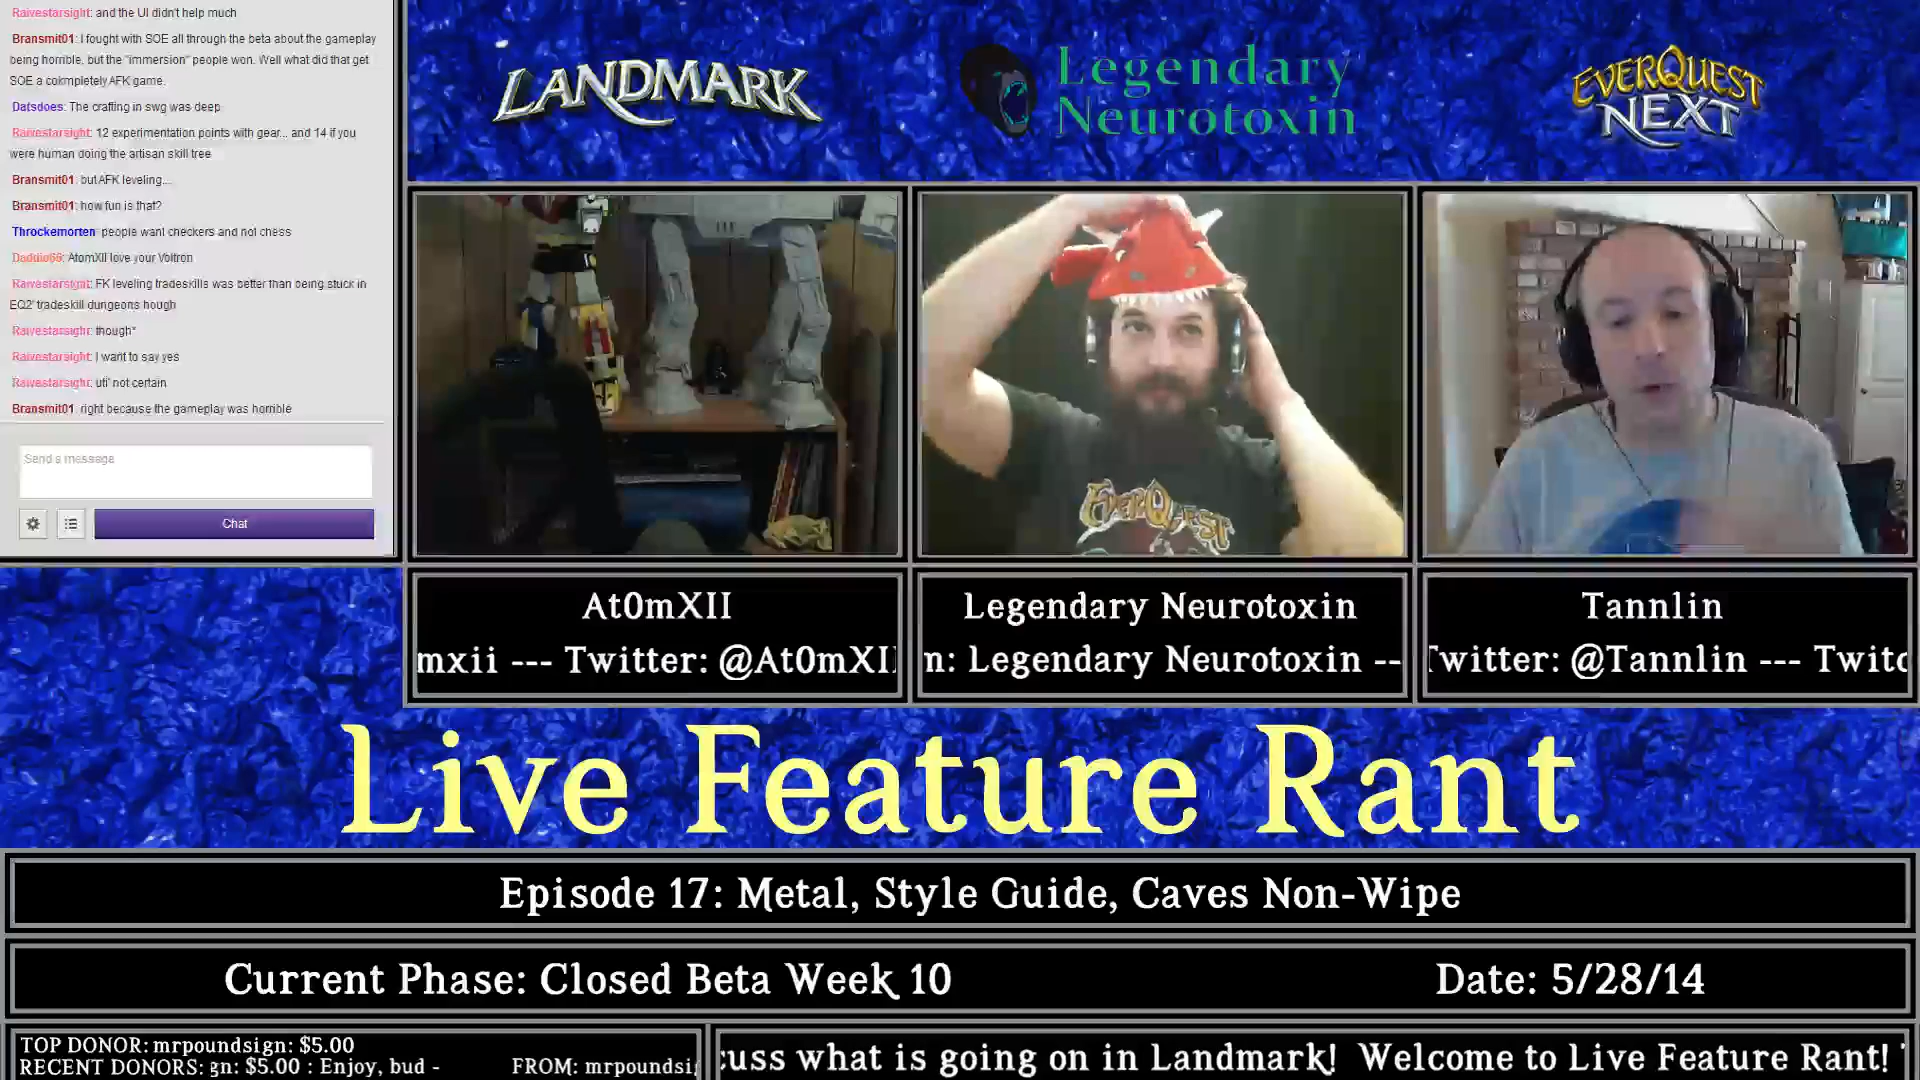 Raivestarsight: and the UI didn't help much
Bransmit01: I fought with SOE all through the beta about the gameplay
being horrible, but the "immersion" people won. Well what did that get
SOE a cokmpletely AFK game.
Datsdoes: The crafting in swg was deep
Raivestarsight: 12 experimentation points with gear... and 14 if you
were human doing the artisan skill tree
Bransmit01: but AFK leveling...
Bransmit01: how fun is that?
Throckemorten: people want checkers and not chess
Daddio66: AtomXII love your Voltron
Raivestarsight: FK leveling tradeskills was better than being stuck in
EQ2' tradeskill dungeons hough
Raivestarsight: though*
Raivestarsight: I want to say yes
Raivestarsight: uti' not certain
Bransmit01: right because the gameplay was horrible
Send a message
Chat
LANDMARK
Legendary
Neurotoxin
EVERQUEST
NEXT
EVERQUEST
At0mXII
Legendary Neurotoxin
Tannlin
mxii --- Twitter: @At0mXII
n: Legendary Neurotoxin --
Twitter: @Tannlin --- Twitc
Live Feature Rant
Episode 17: Metal, Style Guide, Caves Non-Wipe
Current Phase: Closed Beta Week 10
Date: 5/28/14
TOP DONOR: mrpoundsign: $5.00
RECENT DONORS: gn: $5.00 : Enjoy, bud -
FROM: mrpoundsi
cuss what is going on in Landmark! Welcome to Live Feature Rant!